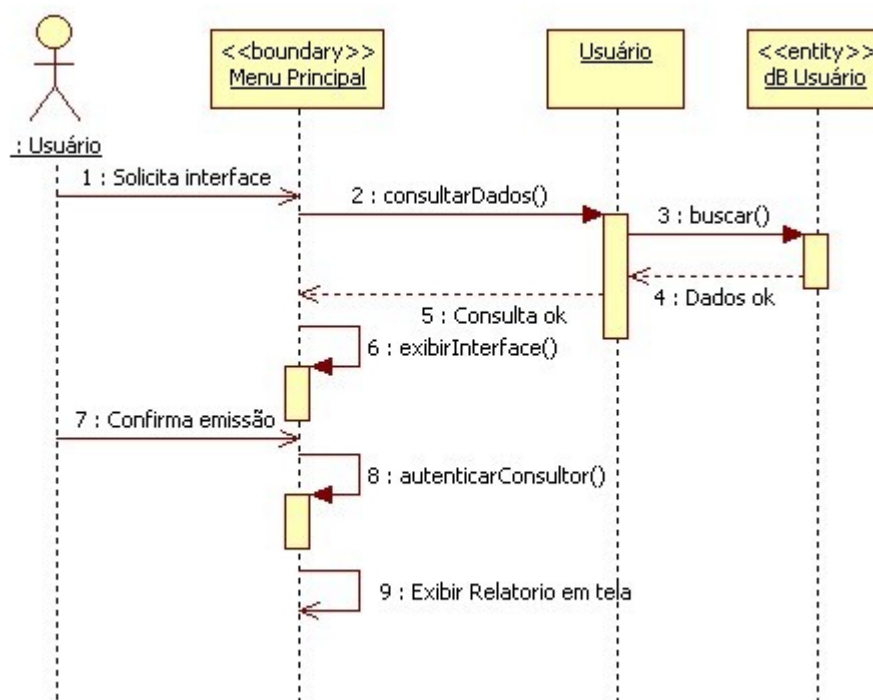 <<boundary>>
Menu Principal
Usuário
<<entity>>
dB Usuário
: Usuário
1 : Solicita interface
2 : consultarDados()
3 : buscar()
4 : Dados ok
5 : Consulta ok
6 : exibirInterface()
7 : Confirma emissão
8 : autenticarConsultor()
9 : Exibir Relatorio em tela